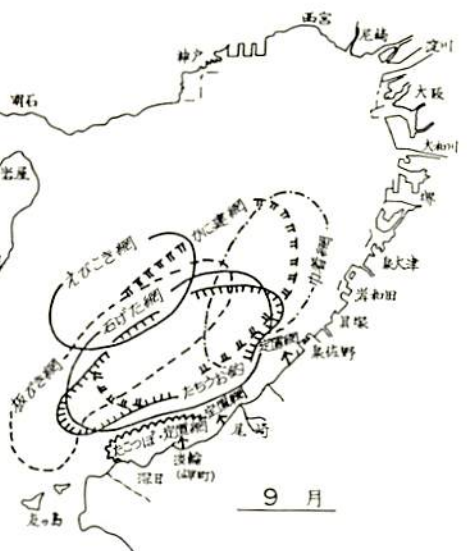 西宮
尼崎
神戸
淀川
明石
大阪
大和川
岩屋
堺
泉大津
岸和田
貝塚
泉佐野
かに建網
えびこぎ網
巾着網
石げた網
板びき網
定置網
たちうお釣
定置網
たこつぼ・定置網
尾崎
淡輪
(岬町)
深日
友ヶ島
9月